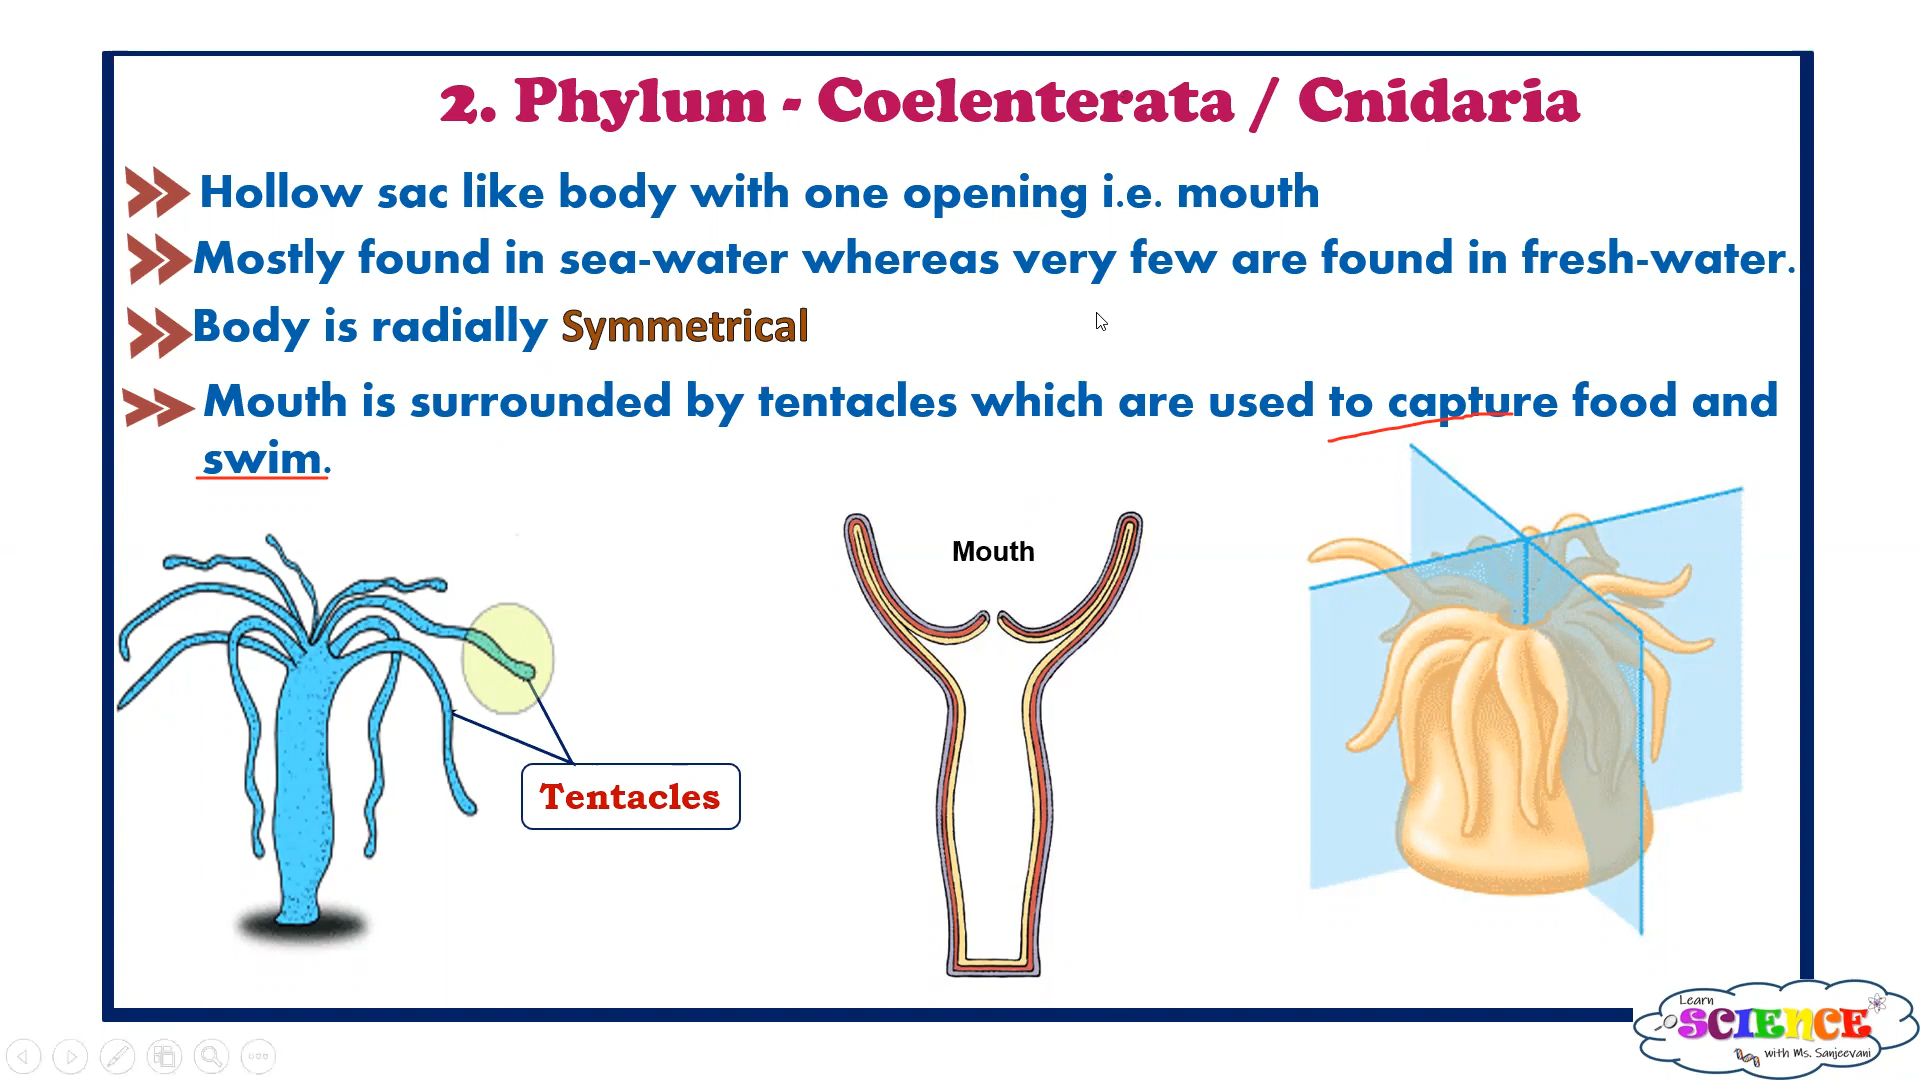 2. Phylum - Coelenterata / Cnidaria
Hollow sac like body with one opening i.e. mouth
Mostly found in sea-water whereas very few are found in fresh-water.
Body is radially Symmetrical
Mouth is surrounded by tentacles which are used to capture food and
swim.
Mouth
Tentacles
Learn
SCIENCE
with Ms. Sanjeevani